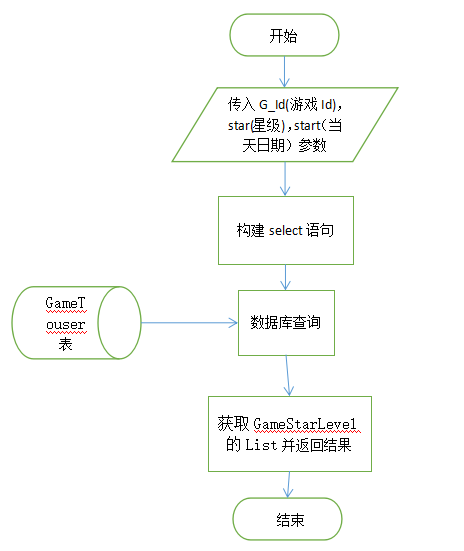 开始
传入 G_Id(游戏 Id)，
star(星级)，start（当
天日期）参数
构建 select 语句
GameT
ouser
表
数据库查询
获取 GameStarLevel
的 List 并返回结果
结束